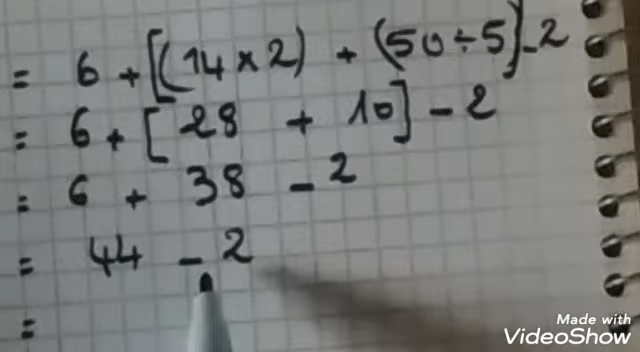 = 6 + [(14 × 2) + (50 ÷ 5] - 2
= 6 + [28 + 10] - 2
= 6 + 38 - 2
= 44 - 2
=
Made with
VideoShow